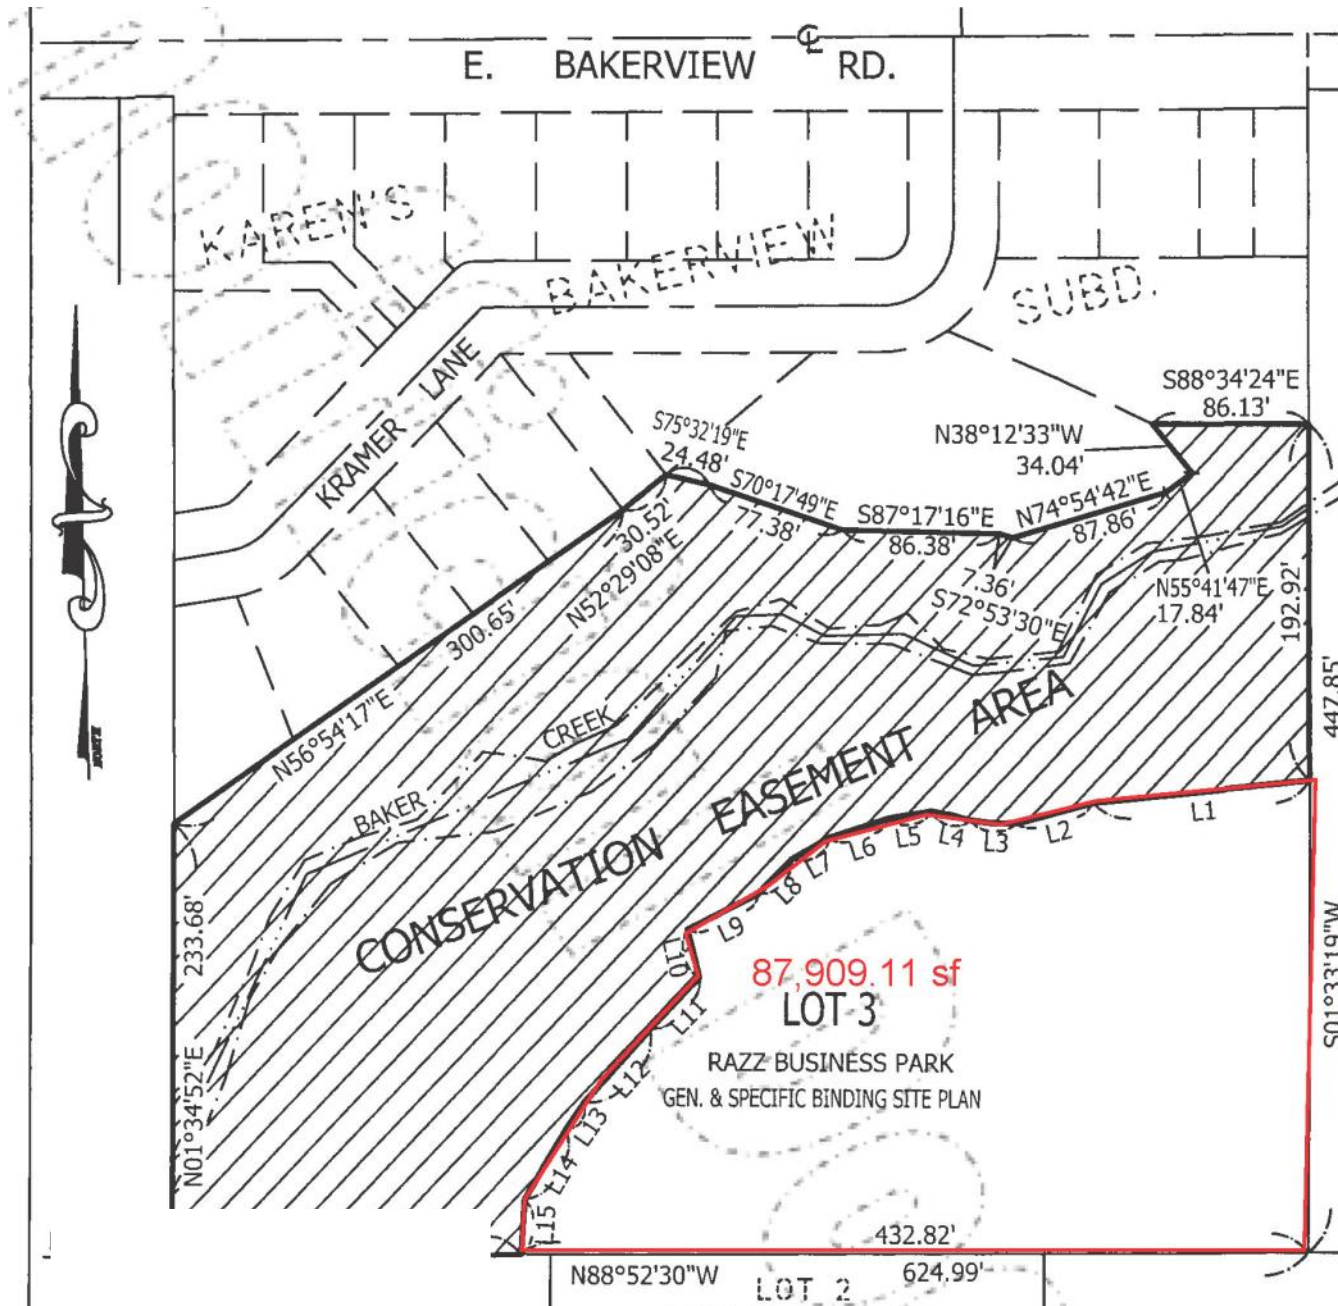 E. BAKERVIEW RD.
KAREN'S BAKERVIEW SUBD.
KRAMER LANE
S88°34'24"E
86.13'
N38°12'33"W
34.04'
S75°32'19"E
24.48'
S70°17'49"E
77.38'
S87°17'16"E
86.38'
N74°54'42"E
87.86'
7.36'
S72°53'30"E
N55°41'47"E
17.84'
30.52'
N52°29'08"E
300.65'
N56°54'17"E
192.92'
447.85'
S01°33'19"W
BAKER CREEK
CONSERVATION EASEMENT AREA
233.68'
N01°34'52"E
L1
L2
L3
L4
L5
L6
L7
L8
L9
L10
L11
L12
L13
L14
L15
87,909.11 sf
LOT 3
RAZZ BUSINESS PARK
GEN. & SPECIFIC BINDING SITE PLAN
432.82'
N88°52'30"W
624.99'
LOT 2